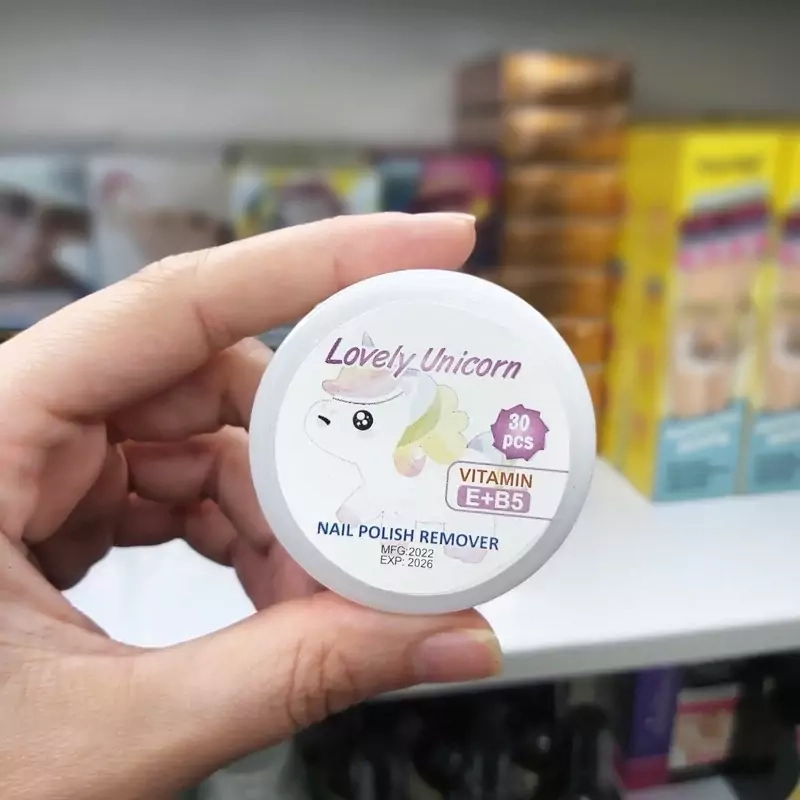 Lovely Unicorn
30
pcs
VITAMIN
E+B5
NAIL POLISH REMOVER
MFG:2022
EXP: 2026